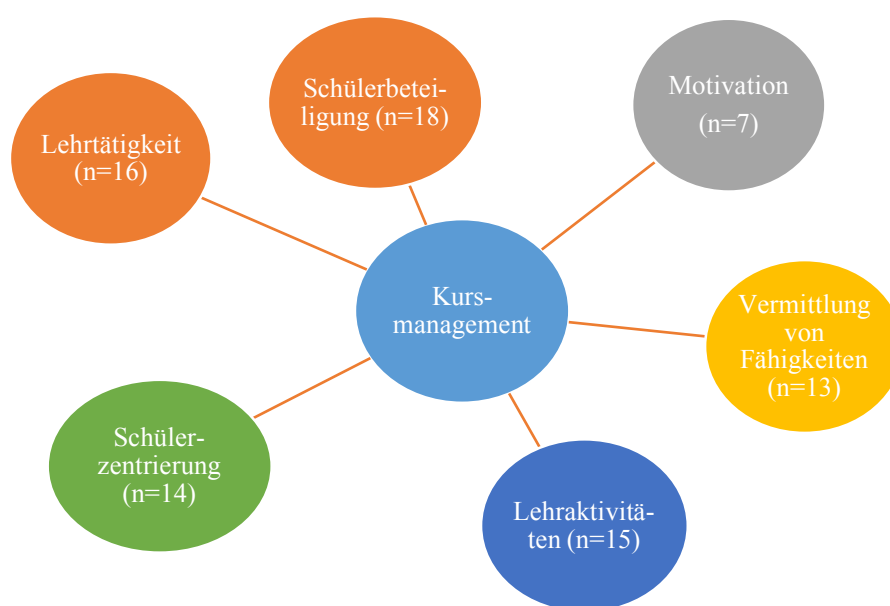 Schülerbetei-
ligung (n=18)
Motivation
(n=7)
Lehrtätigkeit
(n=16)
Kurs-
management
Vermittlung
von
Fähigkeiten
(n=13)
Schüler-
zentrierung
(n=14)
Lehraktivitä-
ten (n=15)